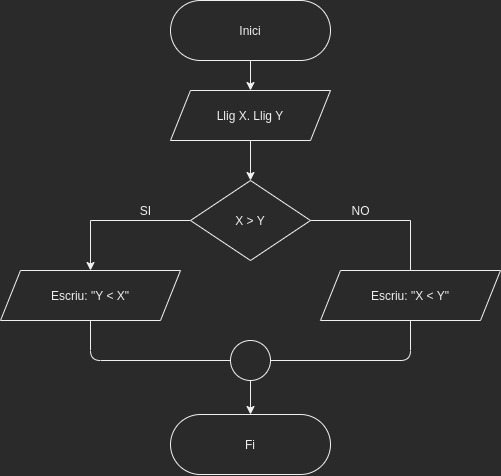 Inici
Llig X. Llig Y
X > Y
SI
NO
Escriu: "Y < X"
Escriu: "X < Y"
Fi